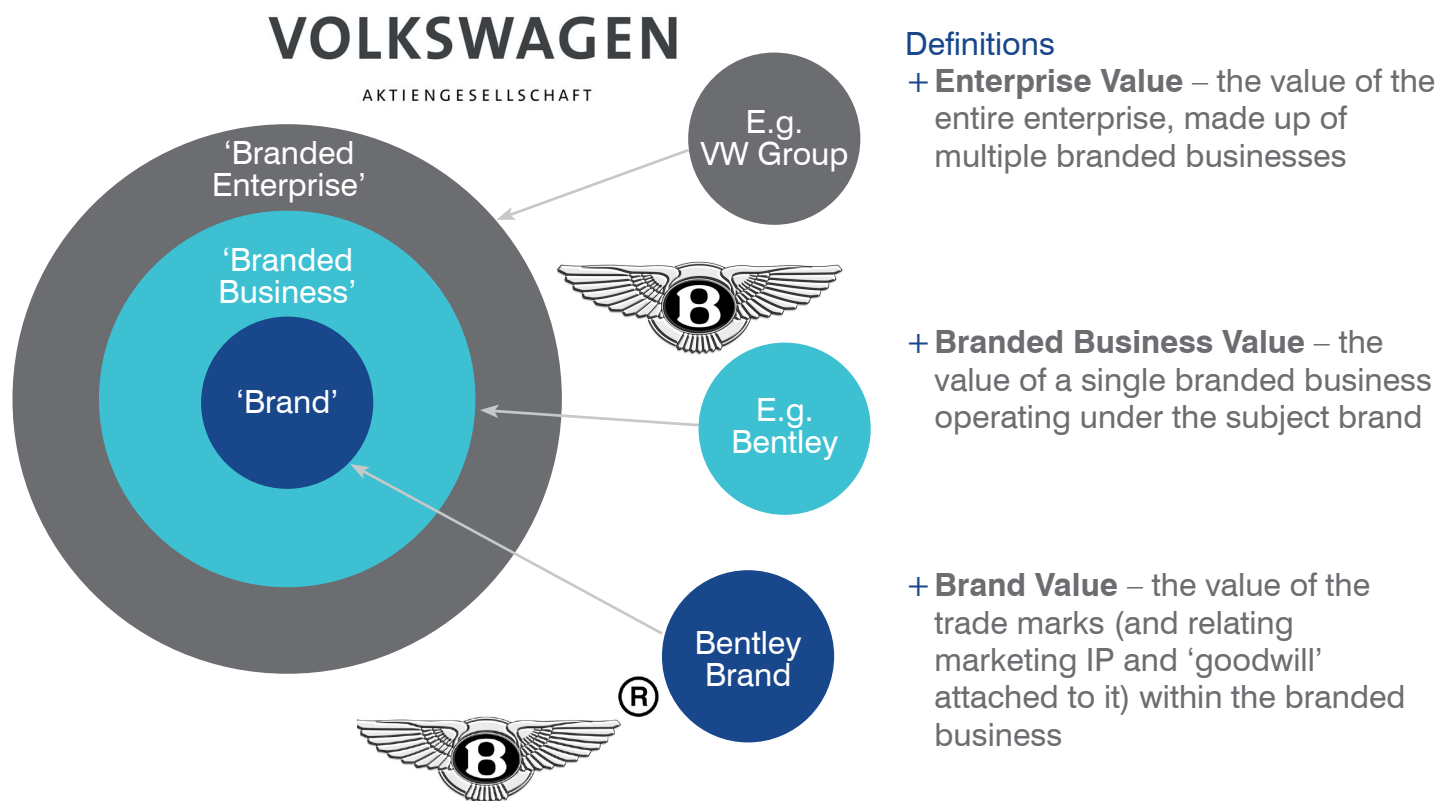 VOLKSWAGEN
AKTIENGESELLSCHAFT
‘Branded
Enterprise’
‘Branded
Business’
‘Brand’
E.g.
VW Group
B
E.g.
Bentley
Bentley
Brand
®
B
Definitions
+ Enterprise Value – the value of the
entire enterprise, made up of
multiple branded businesses
+ Branded Business Value – the
value of a single branded business
operating under the subject brand
+ Brand Value – the value of the
trade marks (and relating
marketing IP and ‘goodwill’
attached to it) within the branded
business